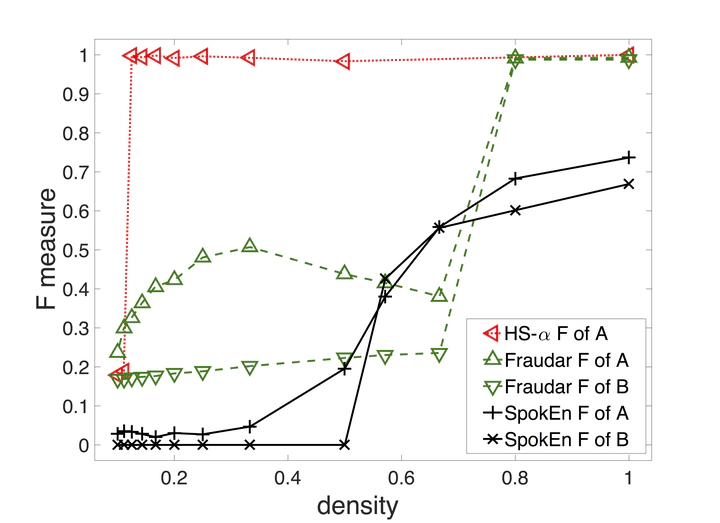 1
0.9
0.8
0.7
0.6
0.5
0.4
0.3
0.2
0.1
0
F measure
0.2
0.4
0.6
0.8
1
density
HS-α F of A
Fraudar F of A
Fraudar F of B
SpokEn F of A
SpokEn F of B